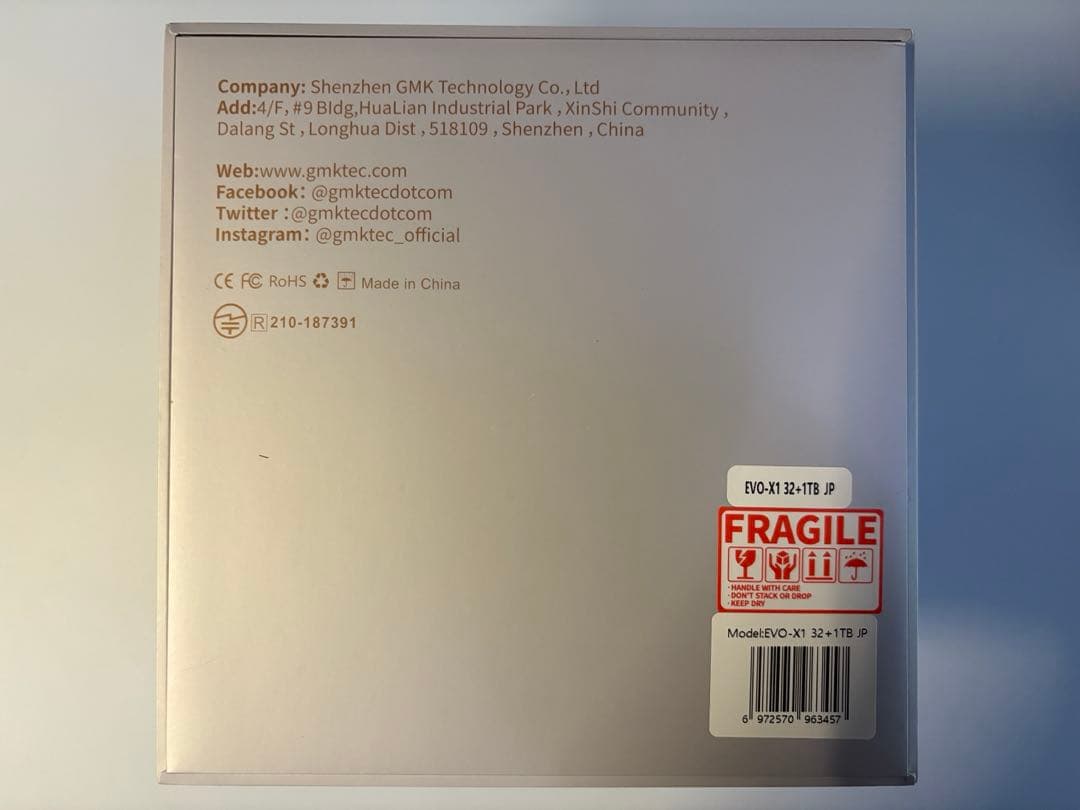 Company: Shenzhen GMK Technology Co., Ltd
Add:4/F, #9 Bldg,HuaLian Industrial Park , XinShi Community ,
Dalang St , Longhua Dist , 518109 , Shenzhen , China
Web:www.gmktec.com
Facebook: @gmktecdotcom
Twitter :@gmktecdotcom
Instagram: @gmktec_official
CE FC RoHS Made in China
R 210-187391
EVO-X1 32+1TB JP
FRAGILE
·HANDLE WITH CARE
·DON'T STACK OR DROP
·KEEP DRY
Model:EVO-X1 32+1TB JP
6 972570 963457